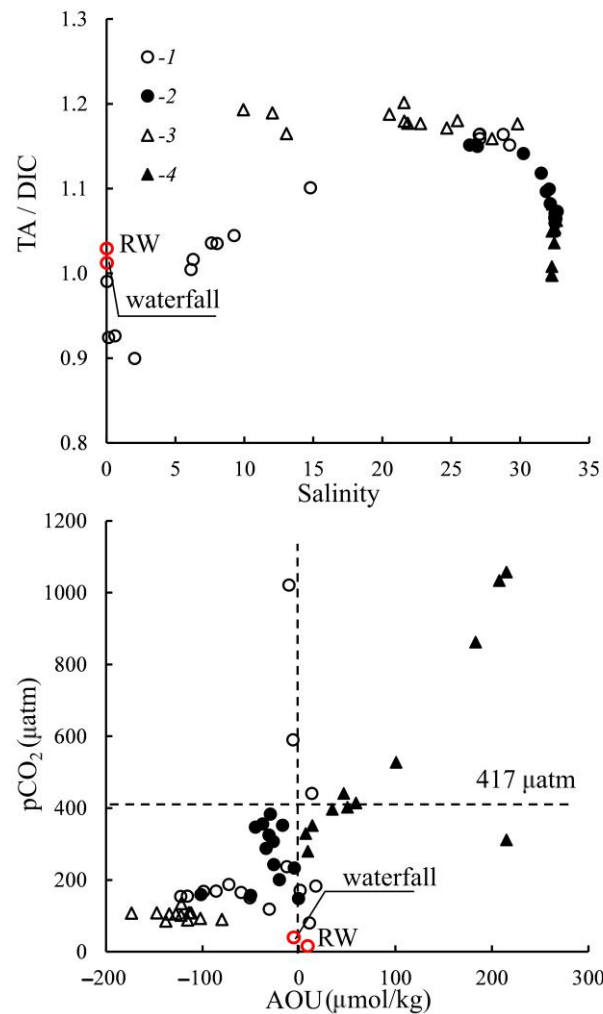 1.3
1.2
1.1
1.0
0.9
0.8
TA / DIC
-1
-2
-3
-4
RW
waterfall
0 5 10 15 20 25 30 35
Salinity
1200
1000
800
600
400
200
0
pCO₂ (μatm)
417 μatm
waterfall
RW
−200 −100 0 100 200 300
AOU (μmol/kg)